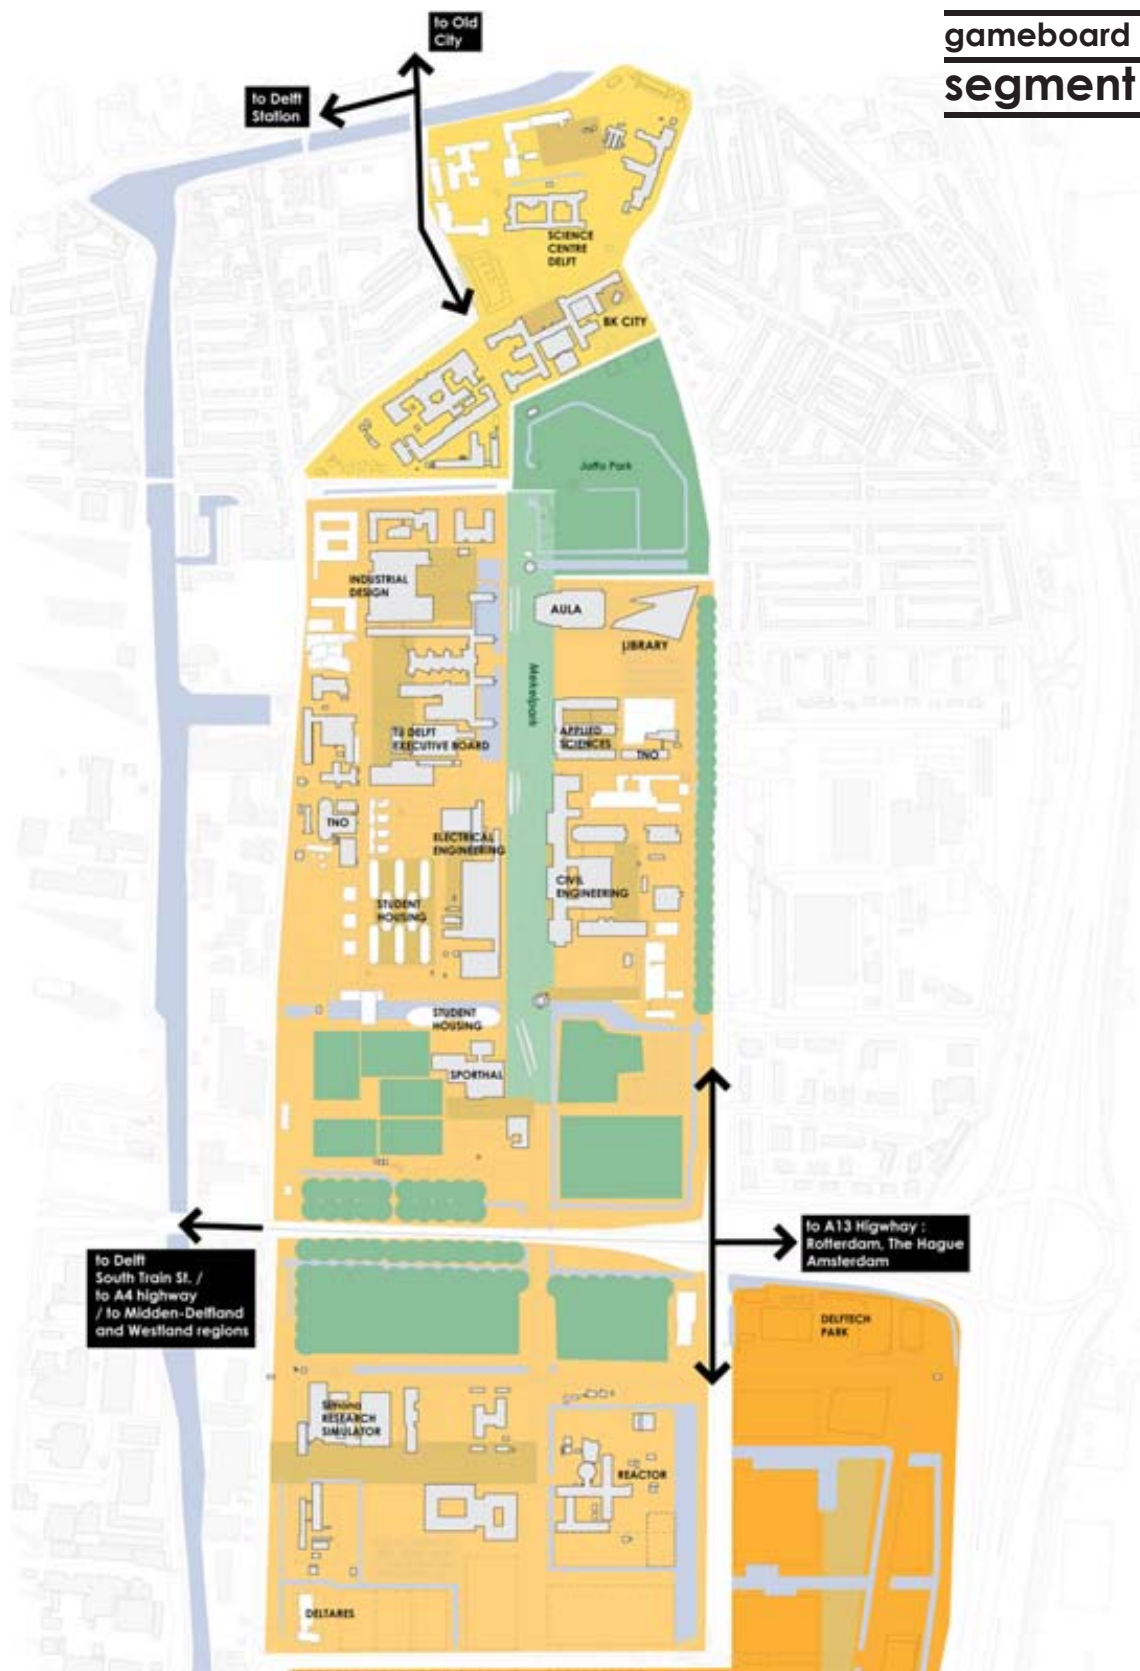 gameboard
segment
to Old
City
to Delft
Station
SCIENCE
CENTRE
DELFT
BK CITY
Jaffa Park
INDUSTRIAL
DESIGN
AULA
LIBRARY
Mekelpark
TU DELFT
EXECUTIVE BOARD
APPLIED
SCIENCES
TNO
TNO
ELECTRICAL
ENGINEERING
CIVIL
ENGINEERING
STUDENT
HOUSING
STUDENT
HOUSING
SPORTHAL
to A13 Higwhay :
Rotterdam, The Hague
Amsterdam
to Delft
South Train St. /
to A4 highway
/ to Midden-Delfland
and Westland regions
DELFTECH
PARK
Simona
RESEARCH
SIMULATOR
REACTOR
DELTARES